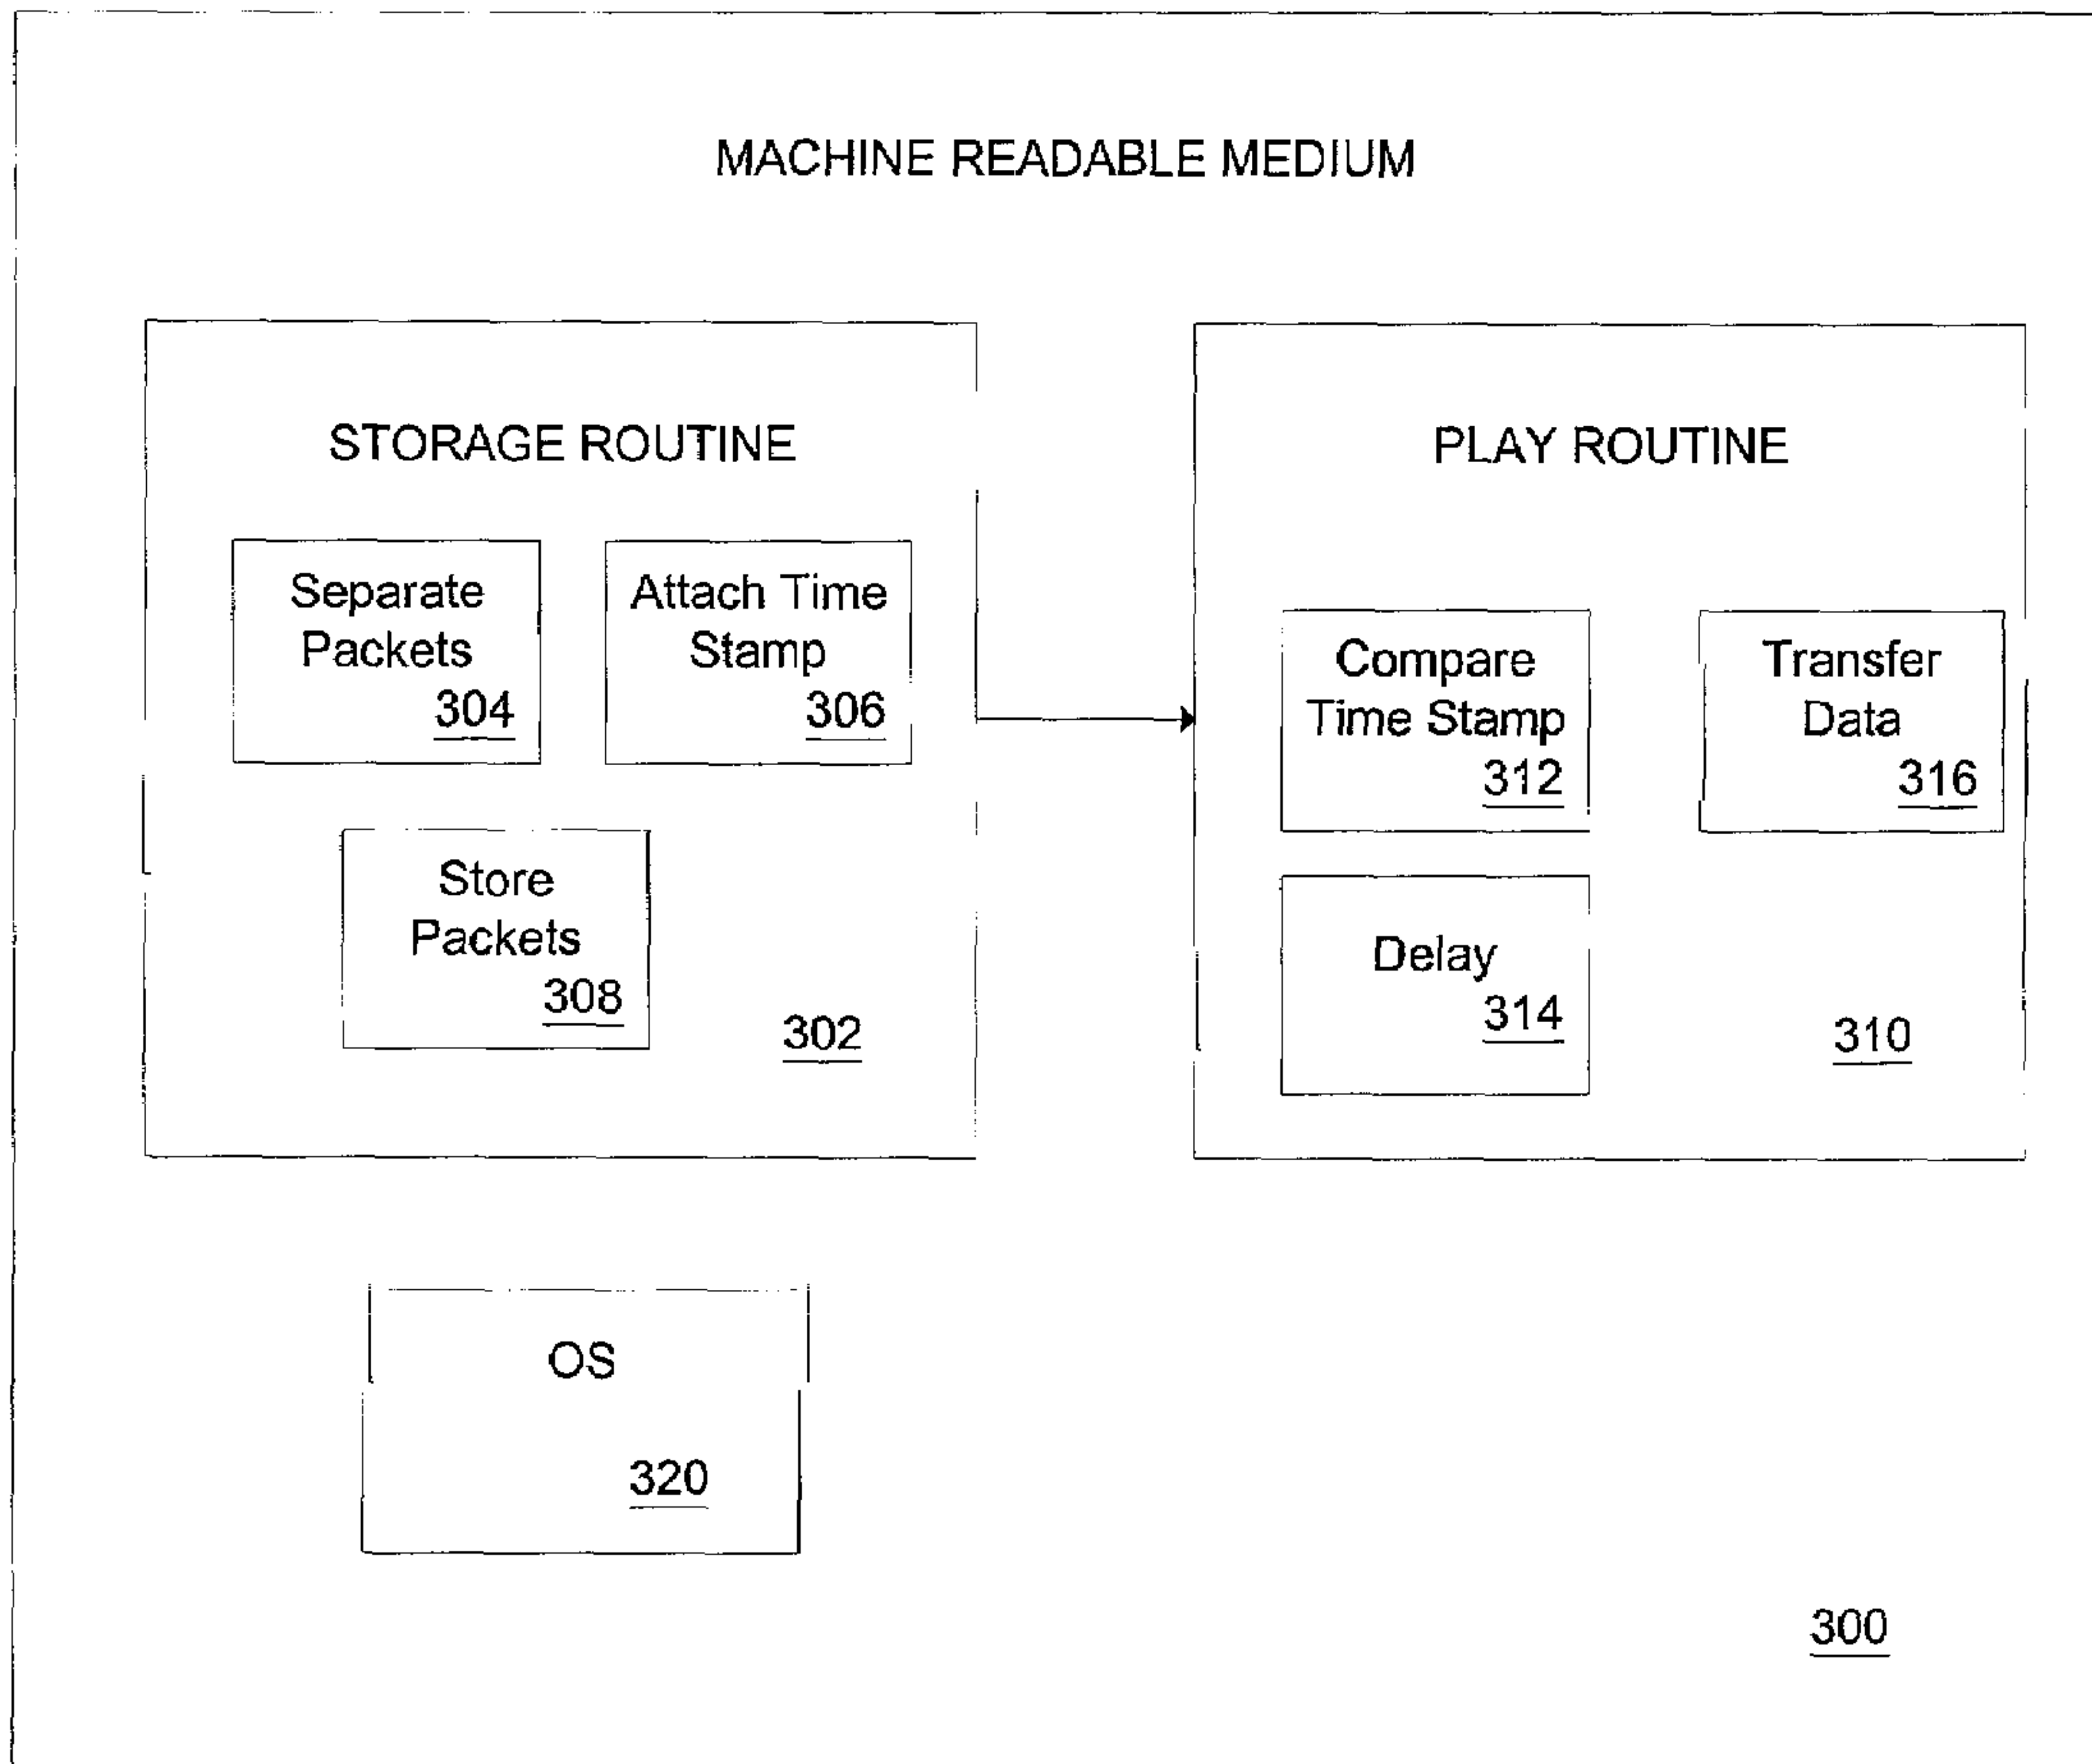 MACHINE READABLE MEDIUM
STORAGE ROUTINE
Separate
Packets
304
Attach Time
Stamp
306
Store
Packets
308
302
PLAY ROUTINE
Compare
Time Stamp
312
Transfer
Data
316
Delay
314
310
OS
320
300